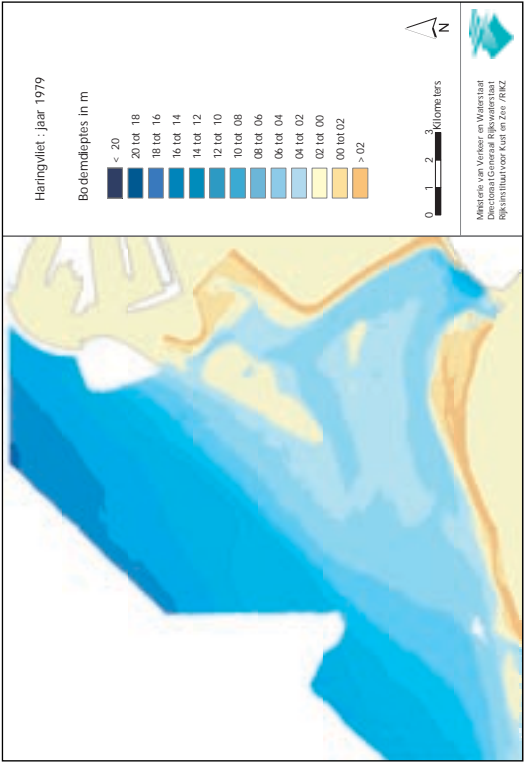 Haringvliet : jaar 1979
Bodemdieptes in m
< 20
20 tot 18
18 tot 16
16 tot 14
14 tot 12
12 tot 10
10 tot 08
08 tot 06
06 tot 04
04 tot 02
02 tot 00
00 tot 02
> 02
0 1 2 3 Kilometers
N
Ministerie van Verkeer en Waterstaat
Directoraat Generaal Rijkswaterstaat
Rijksinstituut voor Kust en Zee /RIKZ